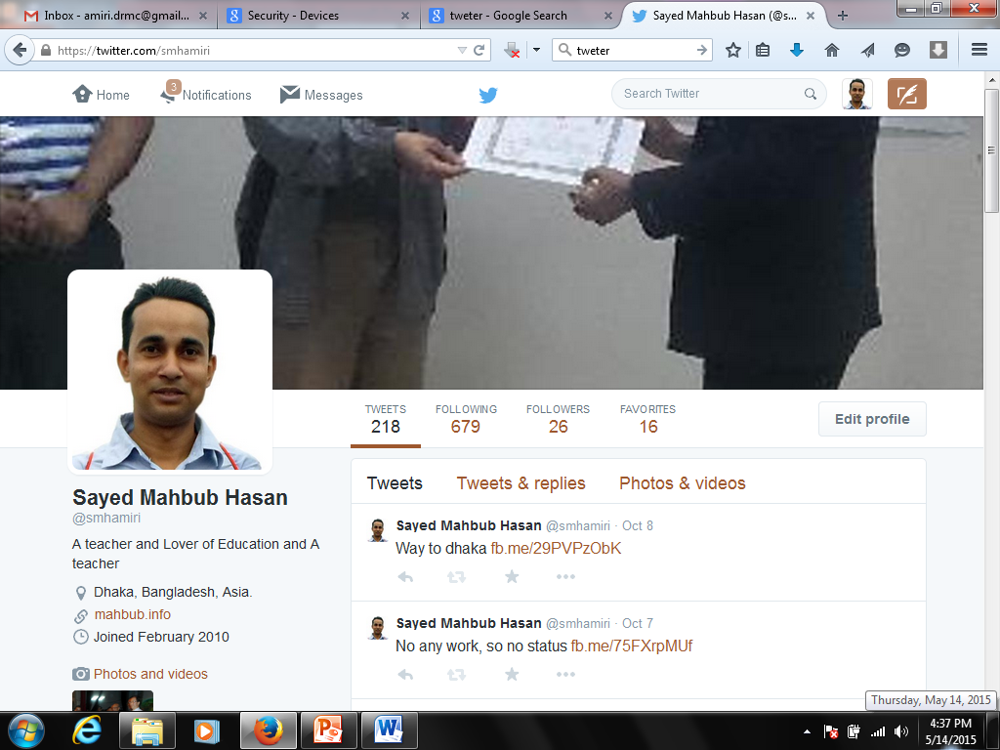 Inbox - amiri.drmc@gmail...
Security - Devices
tweter - Google Search
Sayed Mahbub Hasan (@s...
https://twitter.com/smhamiri
tweter
Home
3
Notifications
Messages
Search Twitter
TWEETS
218
FOLLOWING
679
FOLLOWERS
26
FAVORITES
16
Edit profile
Sayed Mahbub Hasan
@smhamiri
A teacher and Lover of Education and A
teacher
Dhaka, Bangladesh, Asia.
mahbub.info
Joined February 2010
Photos and videos
Tweets
Tweets & replies
Photos & videos
Sayed Mahbub Hasan @smhamiri · Oct 8
Way to dhaka fb.me/29PVPzObK
Sayed Mahbub Hasan @smhamiri · Oct 7
No any work, so no status fb.me/75FXrpMUf
Thursday, May 14, 2015
4:37 PM
5/14/2015